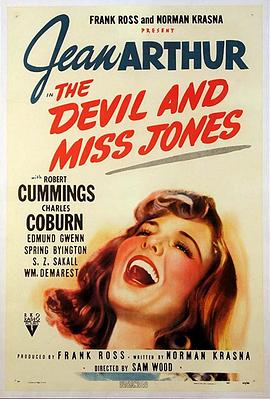 FRANK ROSS AND NORMAN KRASNA
PRESENT
Jean ARTHUR
IN THE
DEVIL AND
MISS JONES
with ROBERT
CUMMINGS
CHARLES
COBURN
EDMUND GWENN
SPRING BYINGTON
S. Z. SAKALL
WM. DEMAREST
RKO
RADIO
PRODUCED BY FRANK ROSS · WRITTEN BY NORMAN KRASNA
DIRECTED BY SAM WOOD